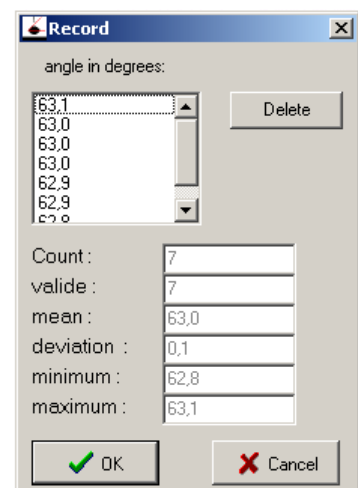 Record
angle in degrees:
63,1
63,0
63,0
63,0
62,9
62,9
Delete
Count :
7
valide :
7
mean :
63,0
deviation :
0,1
minimum :
62,8
maximum :
63,1
OK
Cancel